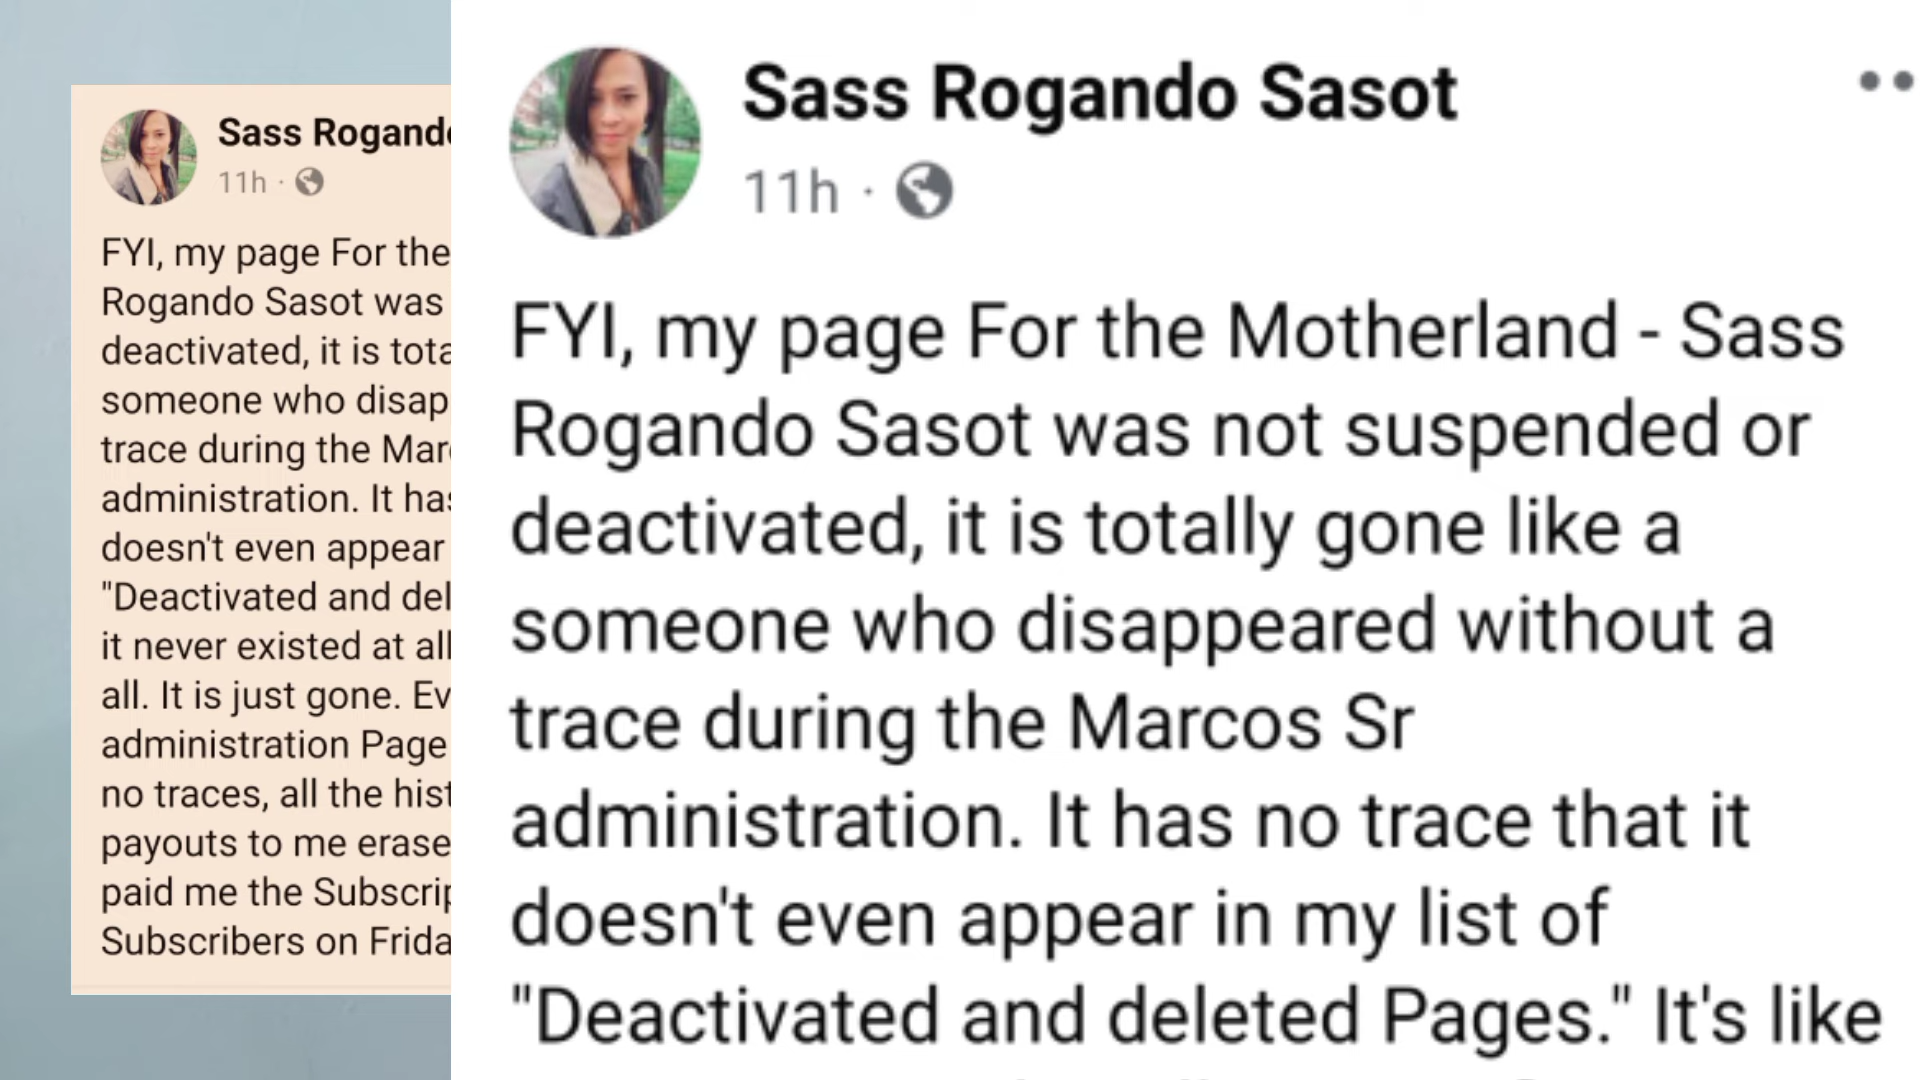 Sass Rogand
11h ·
FYI, my page For the
Rogando Sasot was
deactivated, it is tota
someone who disap
trace during the Mar
administration. It has
doesn't even appear
"Deactivated and del
it never existed at all
all. It is just gone. Ev
administration Page
no traces, all the hist
payouts to me erase
paid me the Subscrip
Subscribers on Frida
Sass Rogando Sasot
11h ·
FYI, my page For the Motherland - Sass
Rogando Sasot was not suspended or
deactivated, it is totally gone like a
someone who disappeared without a
trace during the Marcos Sr
administration. It has no trace that it
doesn't even appear in my list of
"Deactivated and deleted Pages." It's like